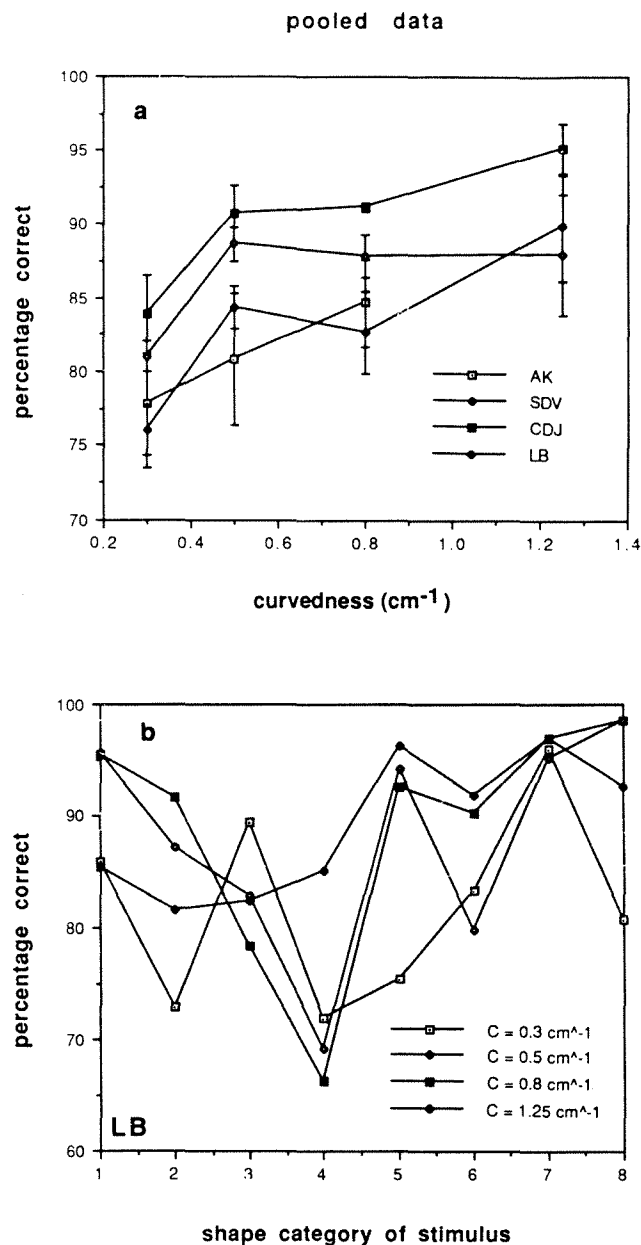 pooled data
a
percentage correct
100
95
90
85
80
75
70
0.2 0.4 0.6 0.8 1.0 1.2 1.4
AK
SDV
CDJ
LB
curvedness (cm-1)
b
percentage correct
100
90
80
70
60
C = 0.3 cm^-1
C = 0.5 cm^-1
C = 0.8 cm^-1
C = 1.25 cm^-1
LB
1 2 3 4 5 6 7 8
shape category of stimulus